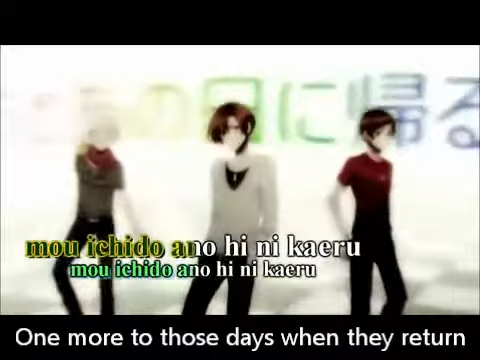 あの日に帰る
mou ichido ano hi ni kaeru
mou ichido ano hi ni kaeru
One more to those days when they return